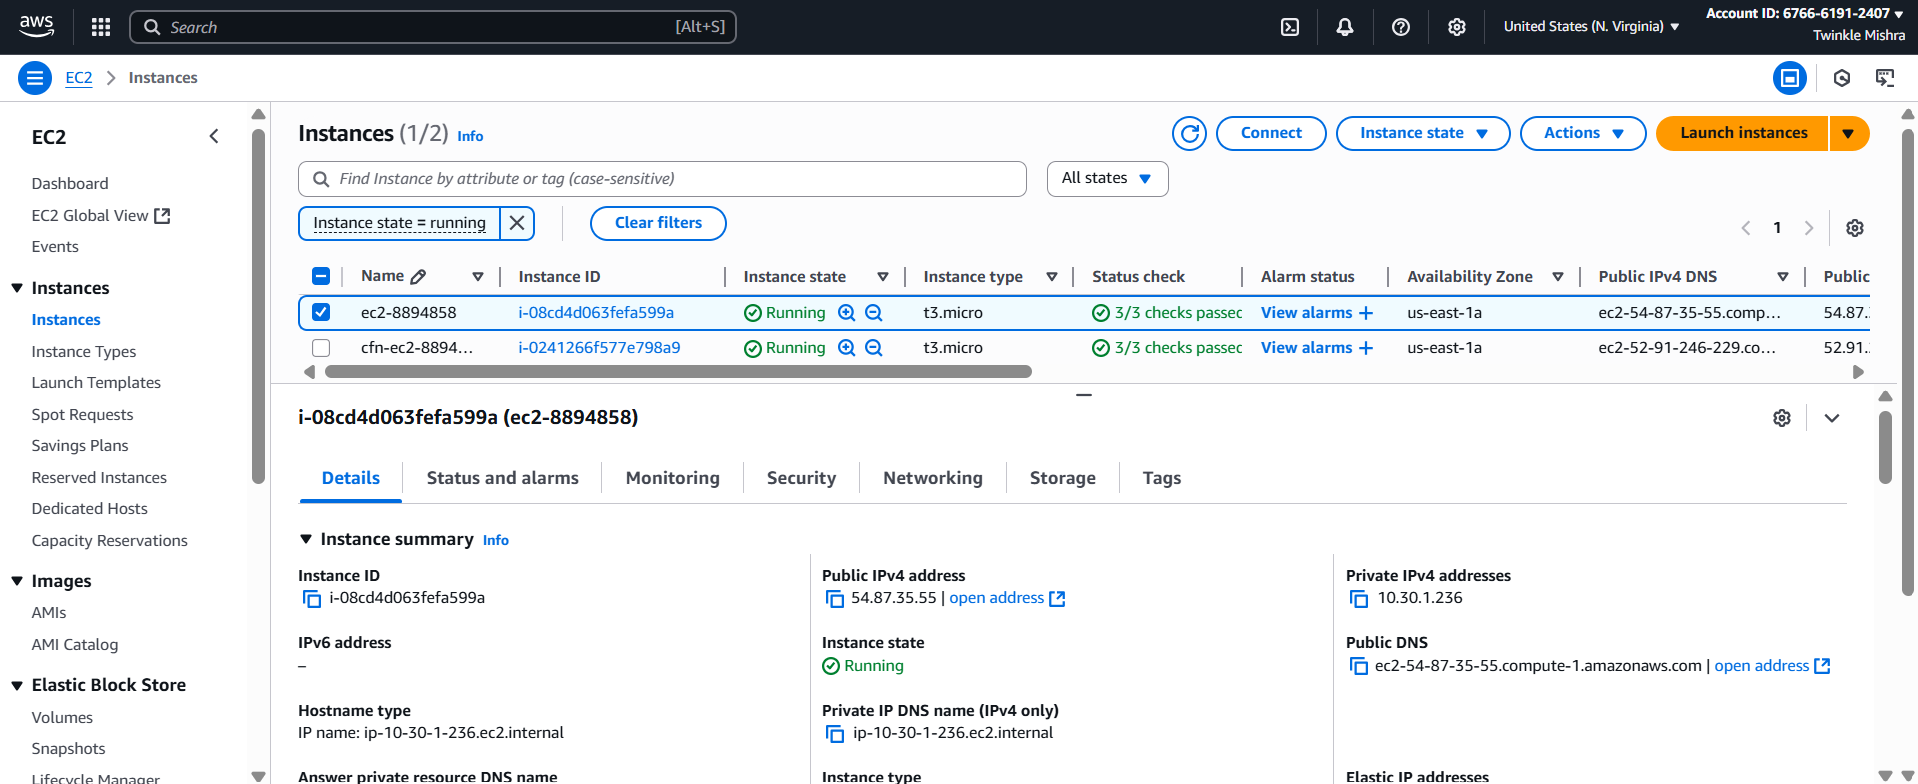 aws
Search [Alt+S]
United States (N. Virginia)
Account ID: 6766-6191-2407
Twinkle Mishra
EC2 Instances
EC2
Dashboard
EC2 Global View
Events
Instances
Instances
Instance Types
Launch Templates
Spot Requests
Savings Plans
Reserved Instances
Dedicated Hosts
Capacity Reservations
Images
AMIs
AMI Catalog
Elastic Block Store
Volumes
Snapshots
Lifecycle Manager
Instances (1/2) Info
Connect Instance state Actions Launch instances
Find Instance by attribute or tag (case-sensitive) All states
Instance state = running Clear filters 1
Name Instance ID Instance state Instance type Status check Alarm status Availability Zone Public IPv4 DNS Public
ec2-8894858 i-08cd4d063fefa599a Running t3.micro 3/3 checks passec View alarms + us-east-1a ec2-54-87-35-55.comp... 54.87.
cfn-ec2-8894... i-0241266f577e798a9 Running t3.micro 3/3 checks passec View alarms + us-east-1a ec2-52-91-246-229.co... 52.91.
i-08cd4d063fefa599a (ec2-8894858)
Details Status and alarms Monitoring Security Networking Storage Tags
Instance summary Info
Instance ID Public IPv4 address Private IPv4 addresses
i-08cd4d063fefa599a 54.87.35.55 | open address 10.30.1.236
IPv6 address Instance state Public DNS
– Running ec2-54-87-35-55.compute-1.amazonaws.com | open address
Hostname type Private IP DNS name (IPv4 only)
IP name: ip-10-30-1-236.ec2.internal ip-10-30-1-236.ec2.internal
Answer private resource DNS name Instance type Elastic IP addresses